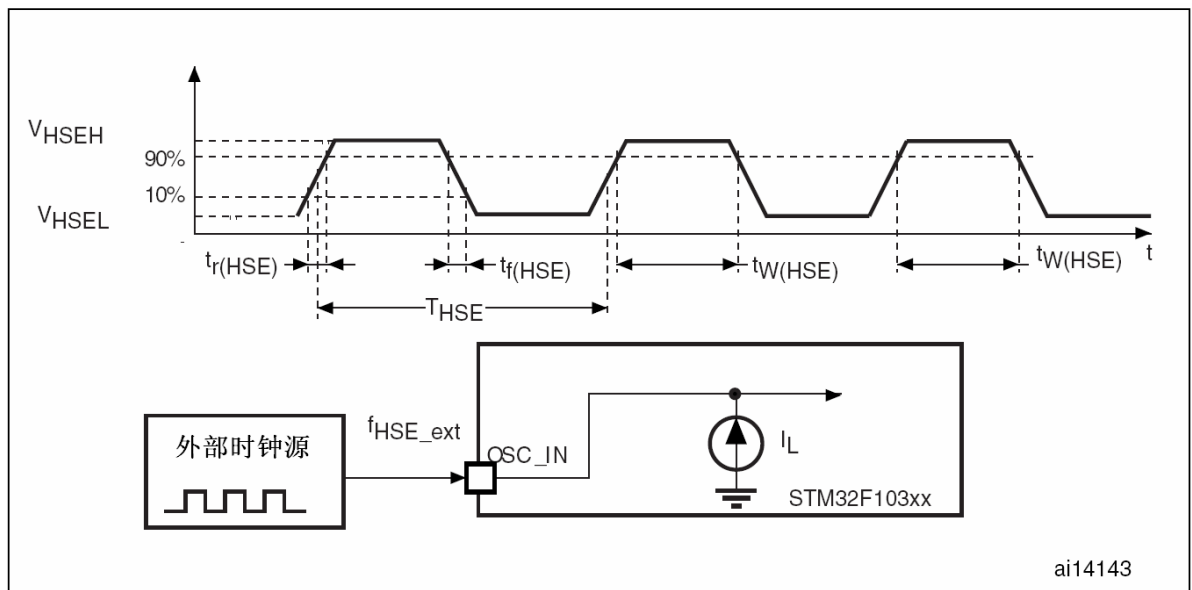 VHSEH
90%
10%
VHSEL
tr(HSE)
tf(HSE)
tW(HSE)
tW(HSE)
t
THSE
外部时钟源
fHSE_ext
OSC_IN
IL
STM32F103xx
ai14143